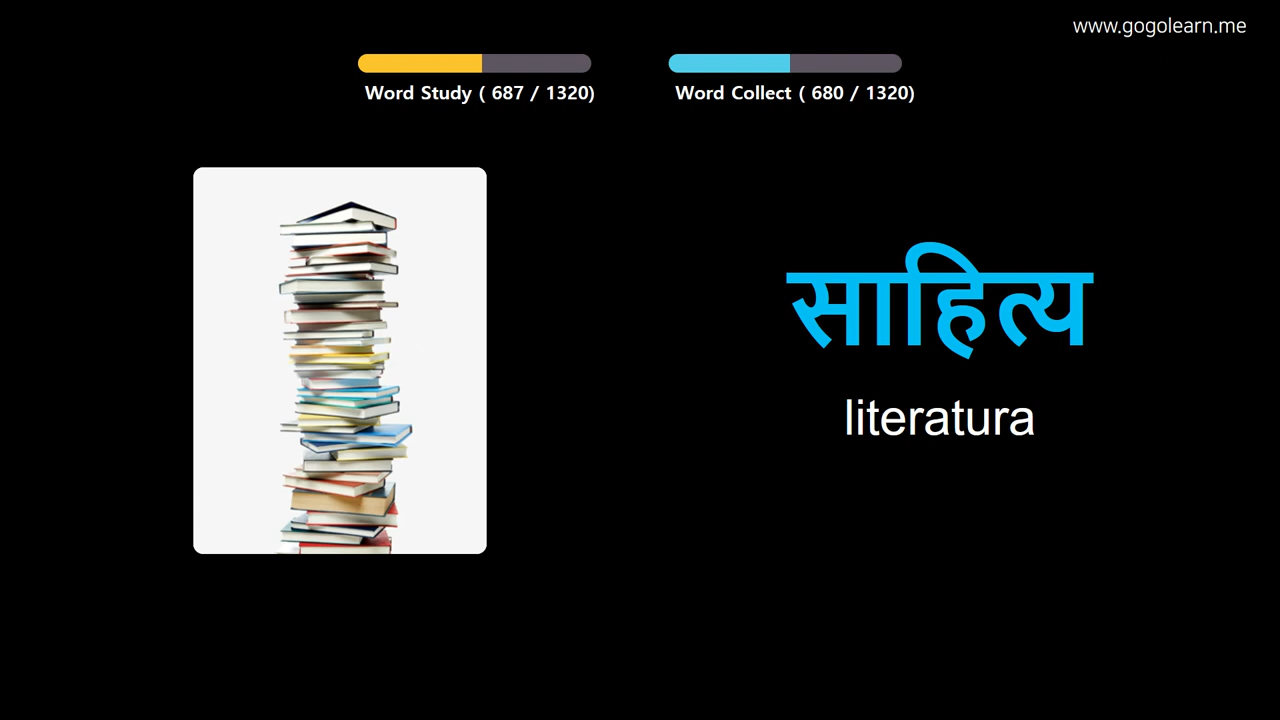 www.gogolearn.me
Word Study ( 687 / 1320)
Word Collect ( 680 / 1320)
साहित्य
literatura